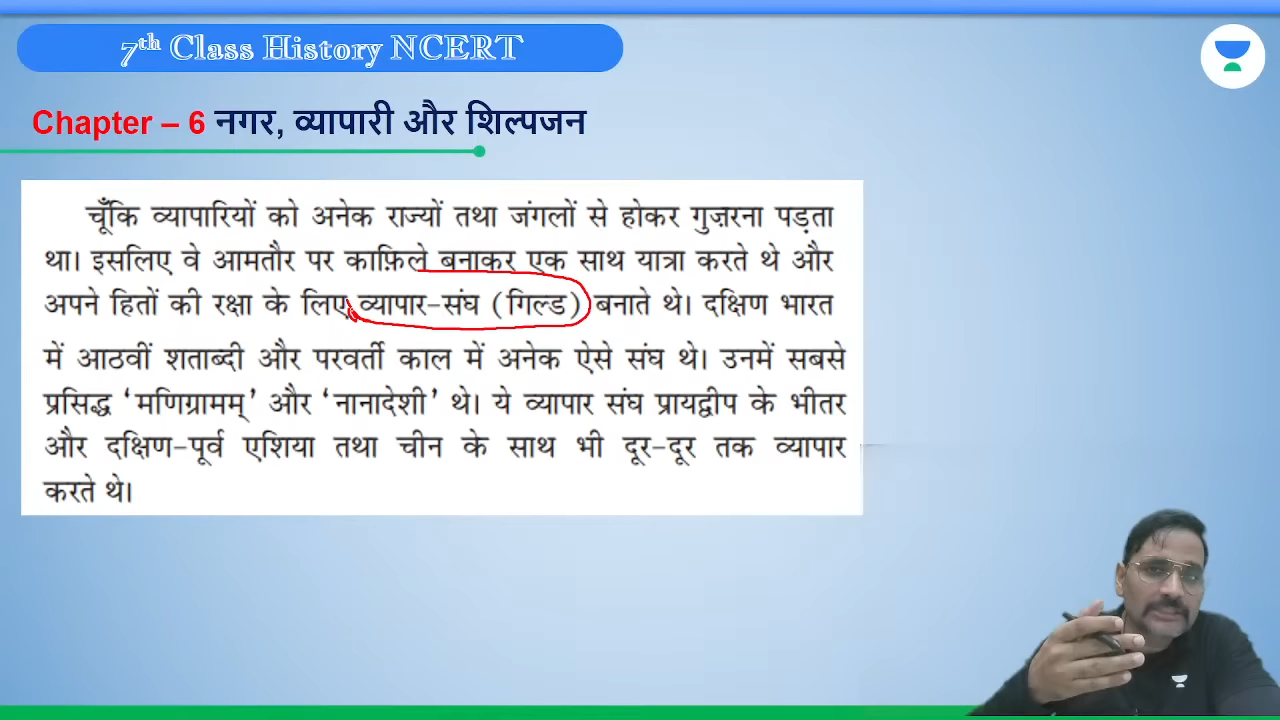 7th Class History NCERT
Chapter – 6 नगर, व्यापारी और शिल्पजन
चूँकि व्यापारियों को अनेक राज्यों तथा जंगलों से होकर गुज़रना पड़ता
था। इसलिए वे आमतौर पर काफ़िले बनाकर एक साथ यात्रा करते थे और
अपने हितों की रक्षा के लिए व्यापार-संघ (गिल्ड) बनाते थे। दक्षिण भारत
में आठवीं शताब्दी और परवर्ती काल में अनेक ऐसे संघ थे। उनमें सबसे
प्रसिद्ध ‘मणिग्रामम्’ और ‘नानादेशी’ थे। ये व्यापार संघ प्रायद्वीप के भीतर
और दक्षिण-पूर्व एशिया तथा चीन के साथ भी दूर-दूर तक व्यापार
करते थे।